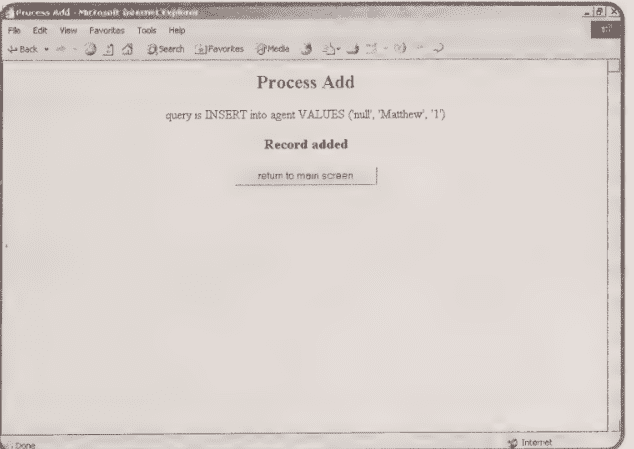 Process Add - Microsoft Internet Explorer
File Edit View Favorites Tools Help
Back Search Favorites Media
Process Add
query is INSERT into agent VALUES ('null', 'Matthew', '1')
Record added
return to main screen
Done Internet